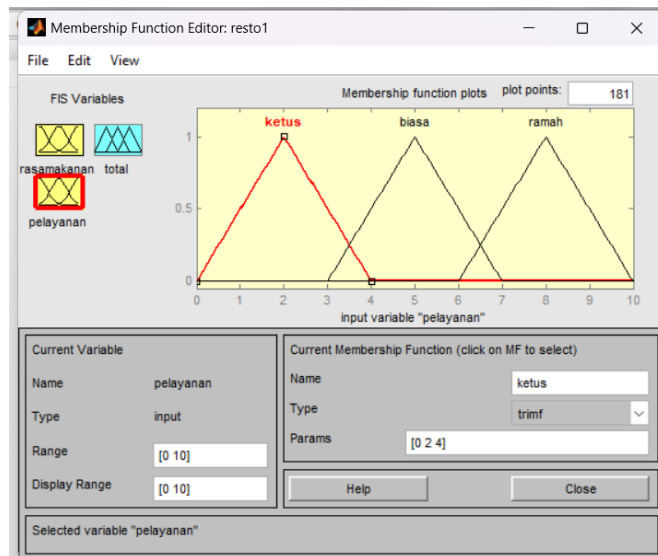 Membership Function Editor: resto1
File Edit View
FIS Variables
Membership function plots plot points: 181
rasamakanan total
pelayanan
ketus biasa ramah
1
0.5
0
0 1 2 3 4 5 6 7 8 9 10
input variable "pelayanan"
Current Variable
Name pelayanan
Type input
Range [0 10]
Display Range [0 10]
Current Membership Function (click on MF to select)
Name ketus
Type trimf
Params [0 2 4]
Help Close
Selected variable "pelayanan"